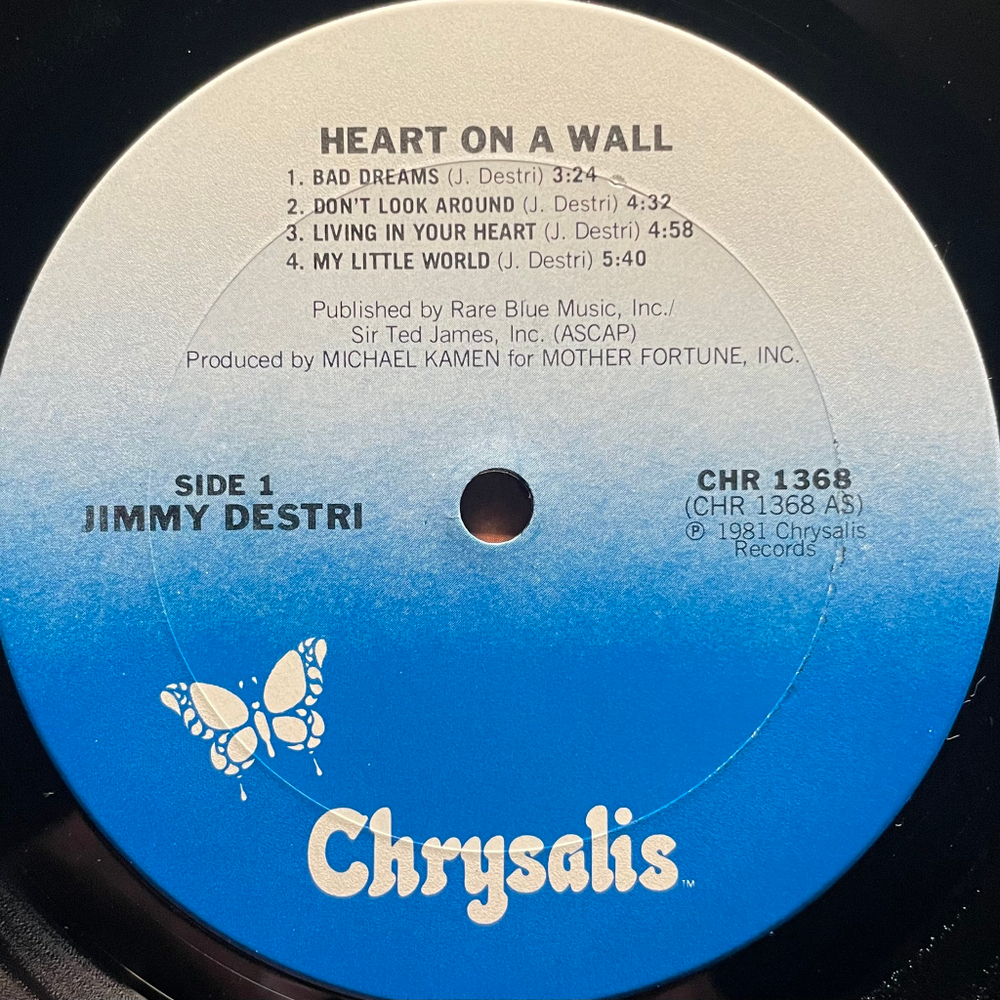 HEART ON A WALL
1. BAD DREAMS (J. Destri) 3:24
2. DON'T LOOK AROUND (J. Destri) 4:32
3. LIVING IN YOUR HEART (J. Destri) 4:58
4. MY LITTLE WORLD (J. Destri) 5:40
Published by Rare Blue Music, Inc./
Sir Ted James, Inc. (ASCAP)
Produced by MICHAEL KAMEN for MOTHER FORTUNE, INC.
SIDE 1
JIMMY DESTRI
CHR 1368
(CHR 1368 AS)
℗ 1981 Chrysalis
Records
Chrysalis™